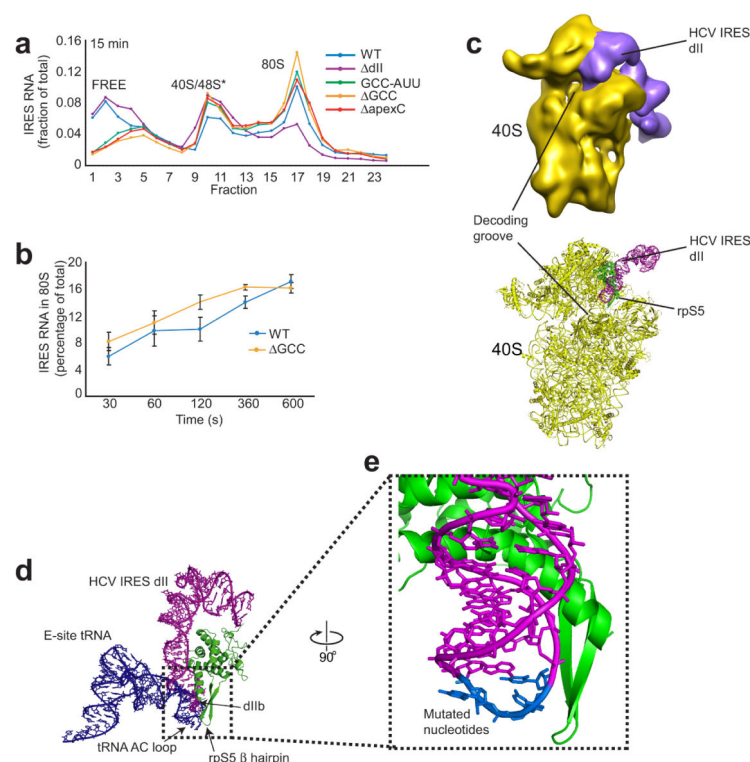 a
15 min
0.16
0.12
0.08
0.04
0
IRES RNA
(fraction of total)
FREE
40S/48S*
80S
WT
ΔdII
GCC-AUU
ΔGCC
ΔapexC
1 3 5 7 9 11 13 15 17 19 21 23
Fraction
b
20
16
12
8
4
0
IRES RNA in 80S
(percentage of total)
WT
ΔGCC
30 60 120 360 600
Time (s)
c
HCV IRES
dII
40S
Decoding
groove
HCV IRES
dII
rpS5
40S
d
HCV IRES dII
E-site tRNA
dIIb
tRNA AC loop
rpS5 β hairpin
90°
e
Mutated
nucleotides